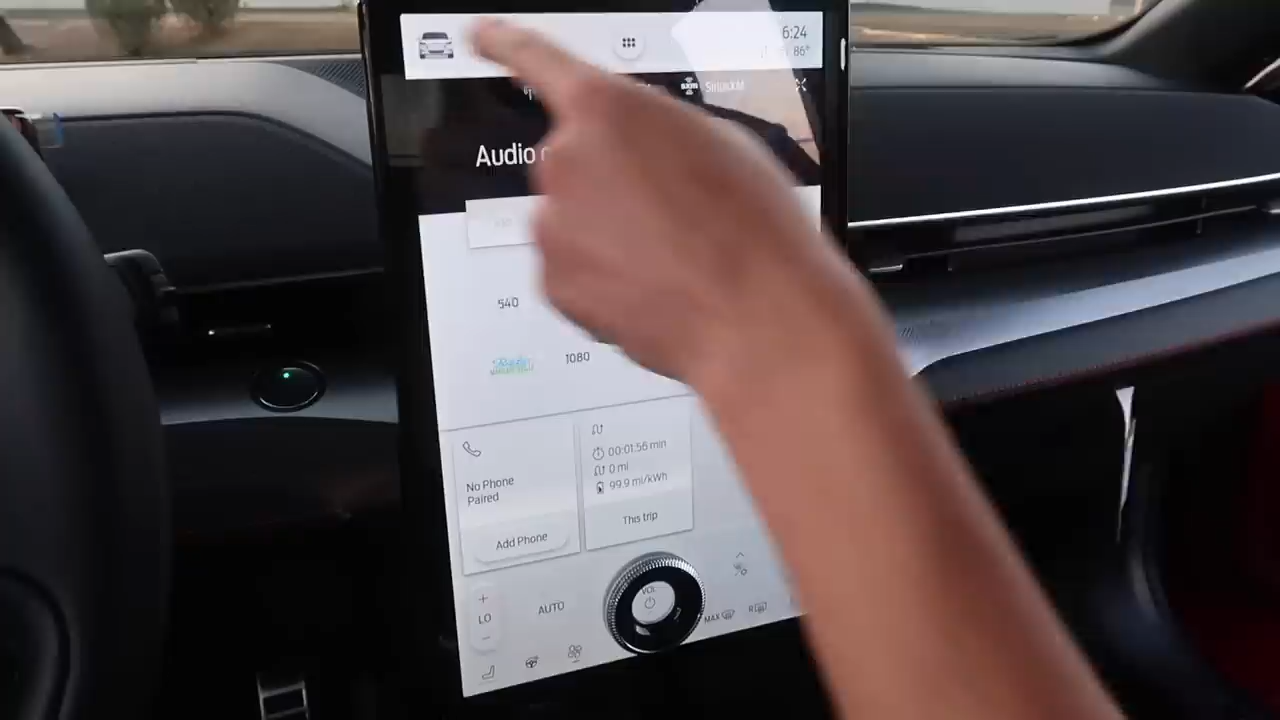 6:24
86°
SiriusXM
Audio
540
1080
00:01:56 min
0 mi
99.9 mi/kWh
No Phone
Paired
This trip
Add Phone
VOL
+
LO
–
AUTO
MAX
R